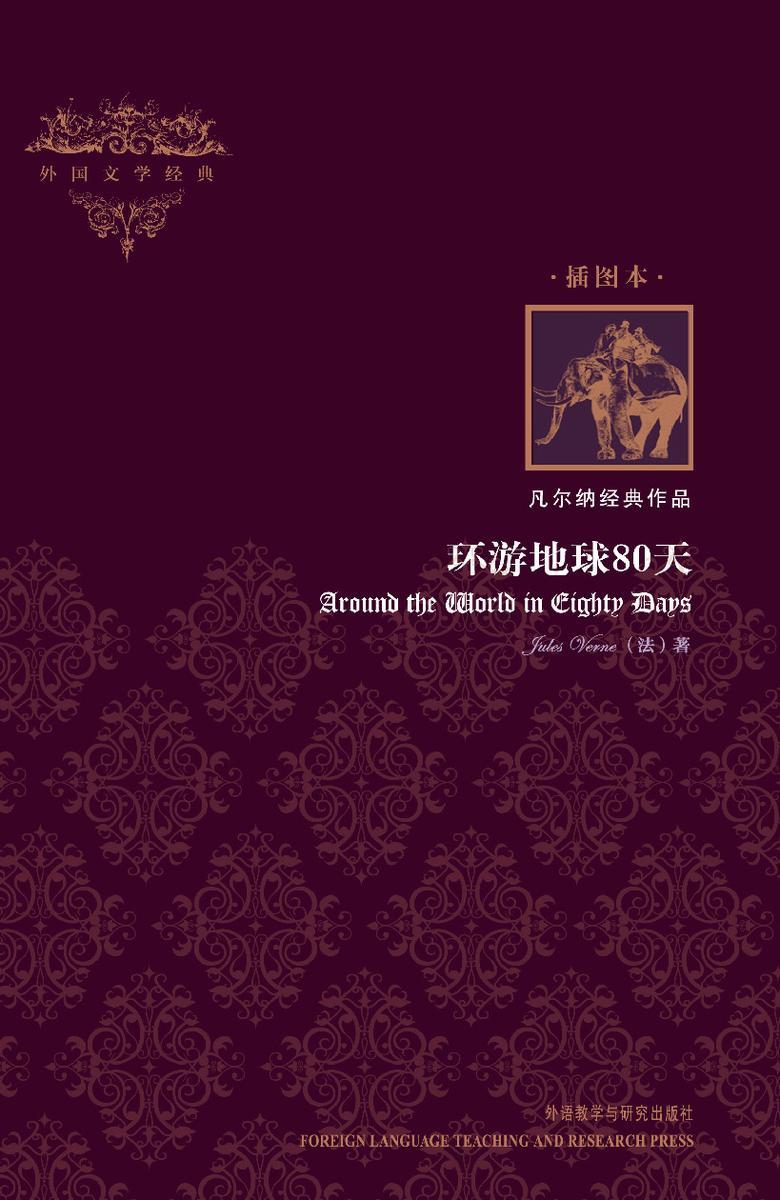 外国文学经典
·插图本·
凡尔纳经典作品
环游地球80天
Around the World in Eighty Days
Jules Verne（法）著
外语教学与研究出版社
FOREIGN LANGUAGE TEACHING AND RESEARCH PRESS